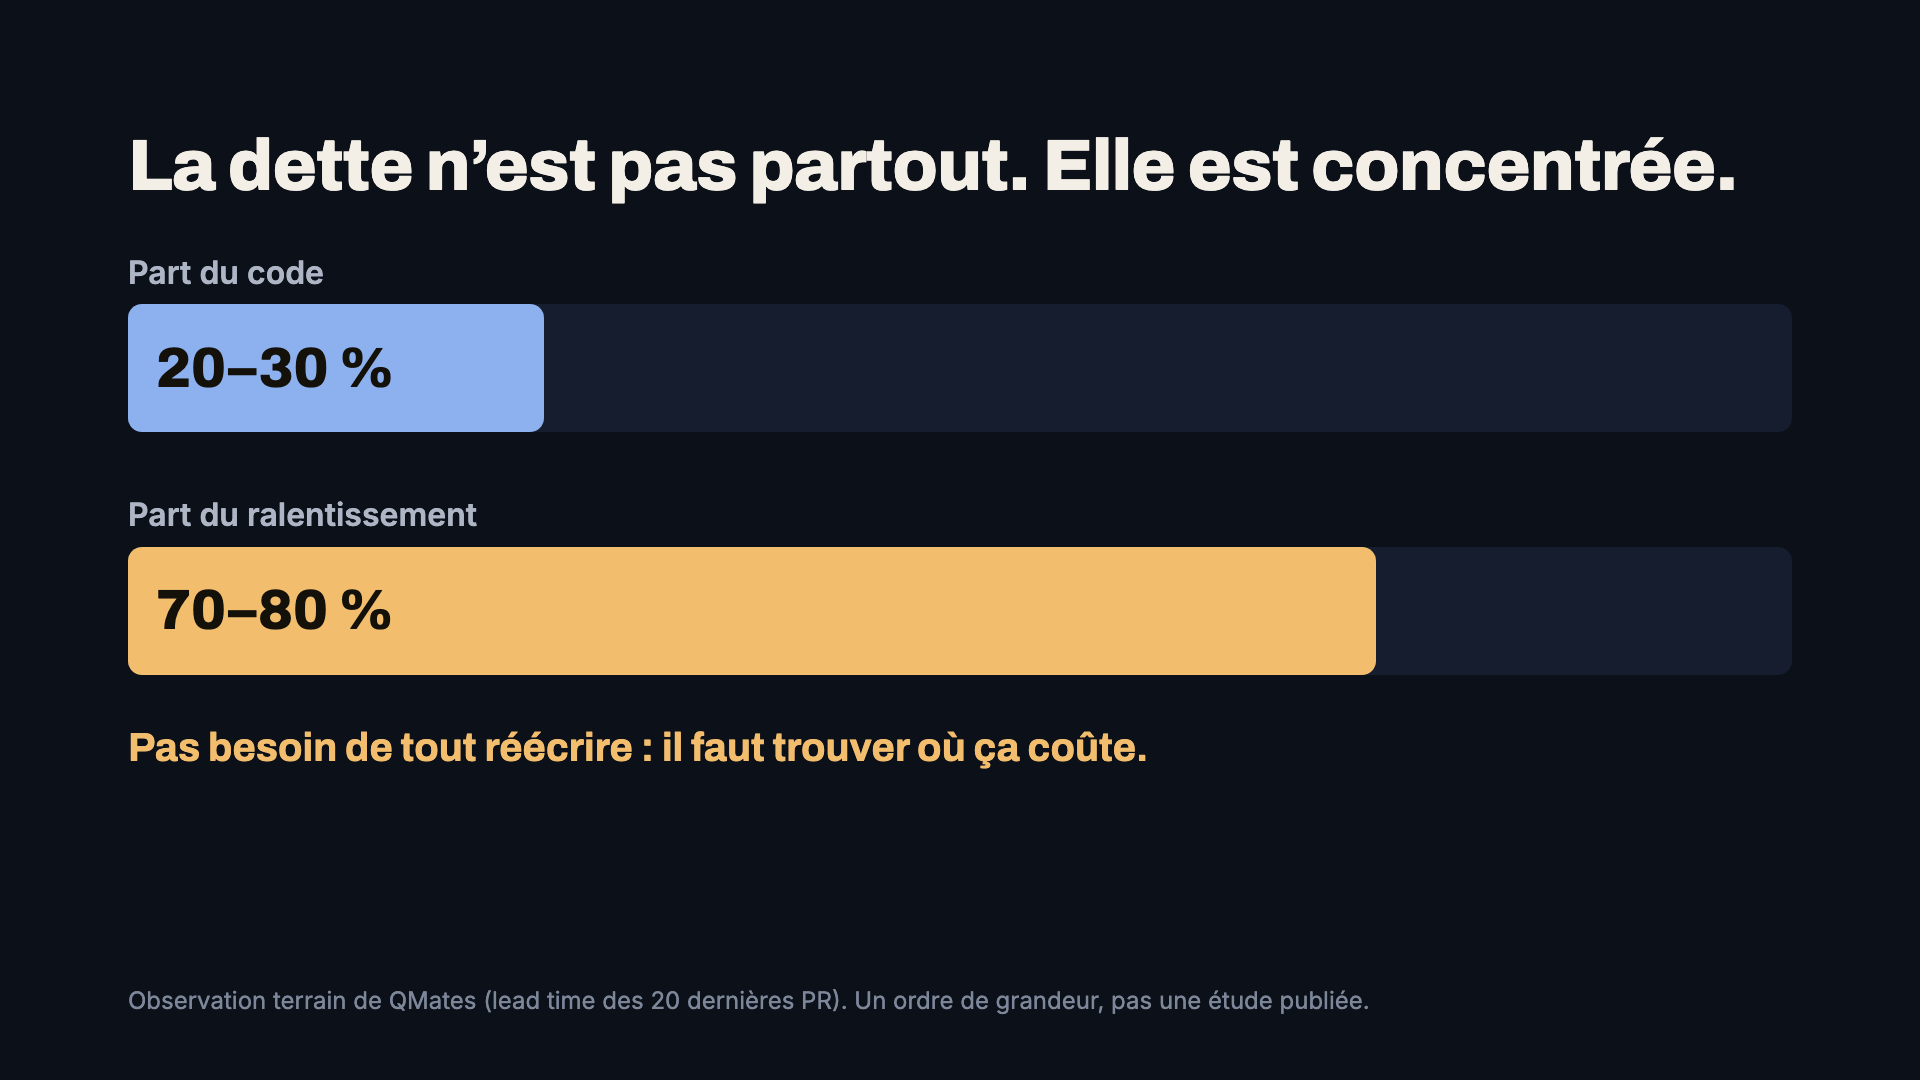 La dette n’est pas partout. Elle est concentrée.
Part du code
20–30 %
Part du ralentissement
70–80 %
Pas besoin de tout réécrire : il faut trouver où ça coûte.
Observation terrain de QMates (lead time des 20 dernières PR). Un ordre de grandeur, pas une étude publiée.